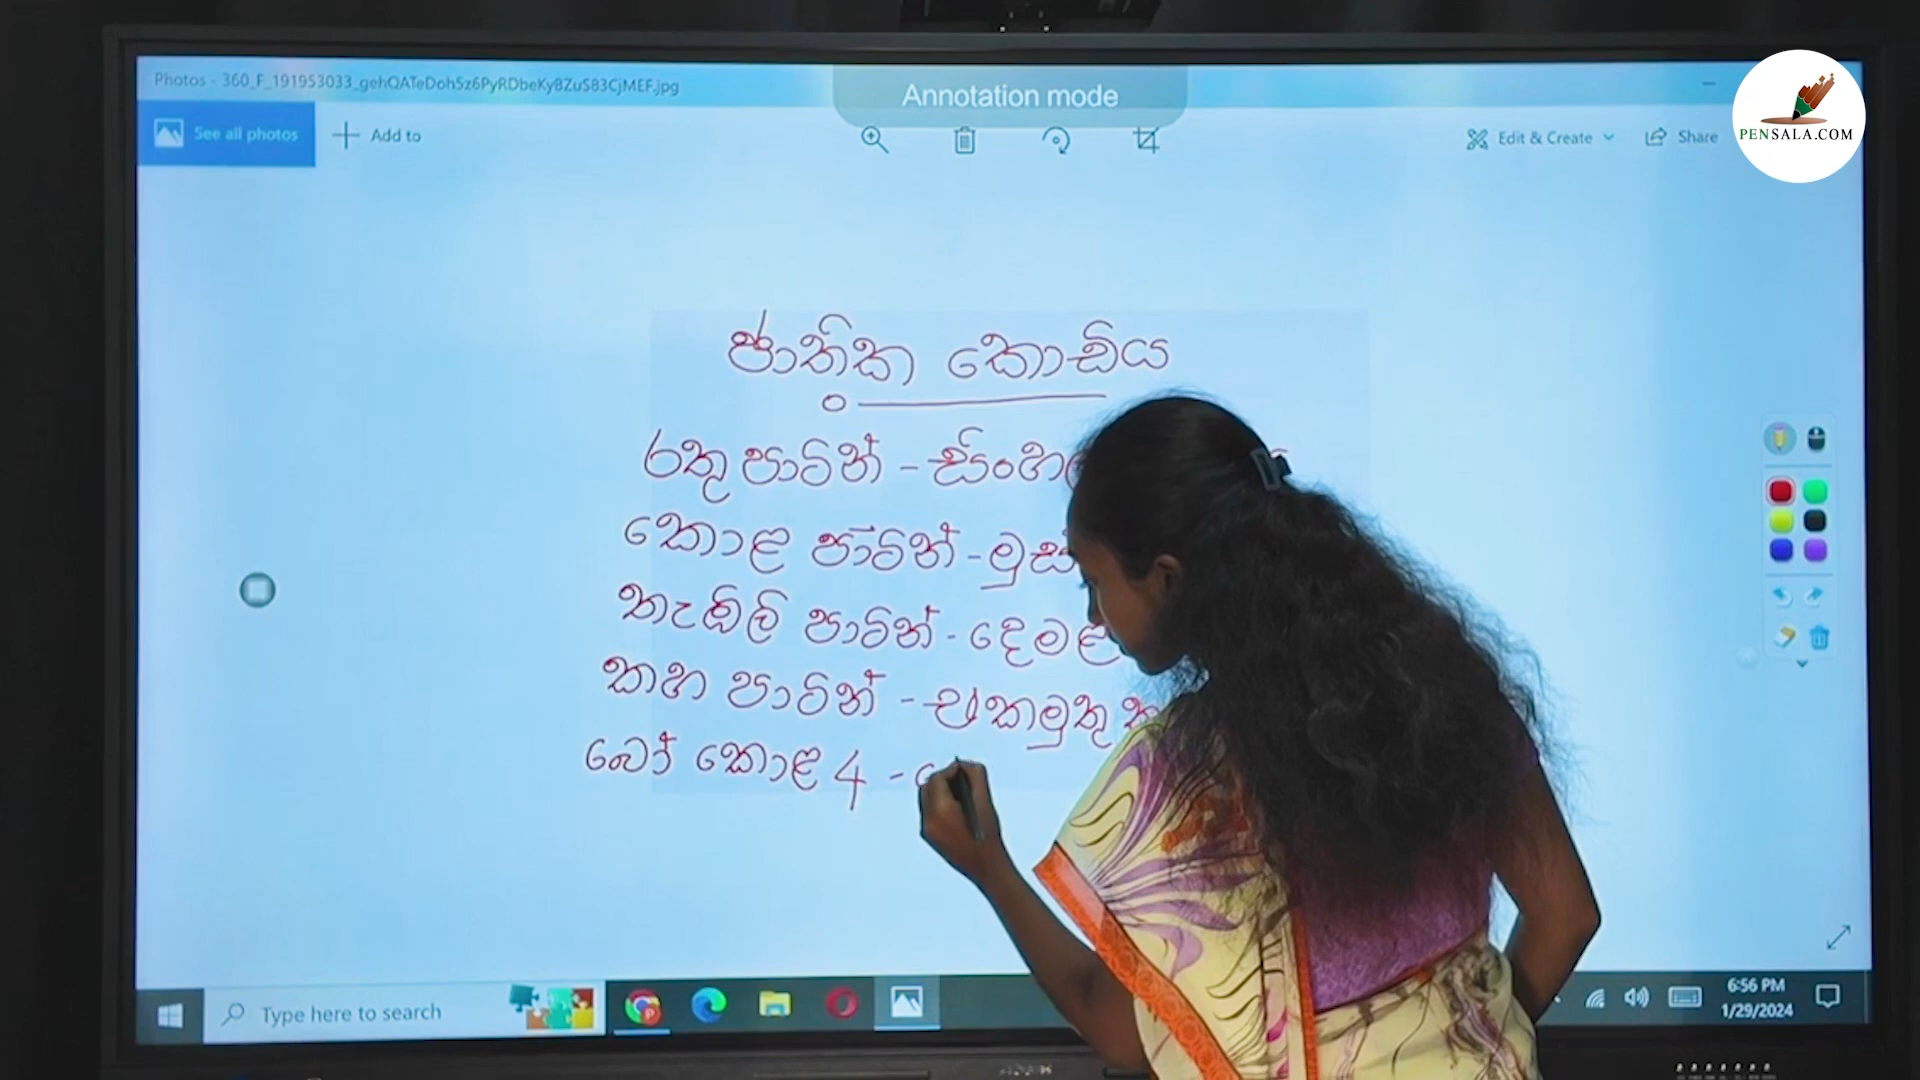 Photos - 360_F_191953033_gehQATeDoh5z6PyRDbeKyBZuS83CjMEF.jpg
Annotation mode
See all photos
Add to
Edit & Create
Share
PENSALA.COM
ජාතික කොඩිය
රතු පාටින් - සිංහල
කොළ පාටින් - මුස්
තැඹිලි පාටින් - දෙමළ
කහ පාටින් - එකමුතු
බෝ කොළ 4 -
Type here to search
6:56 PM
1/29/2024